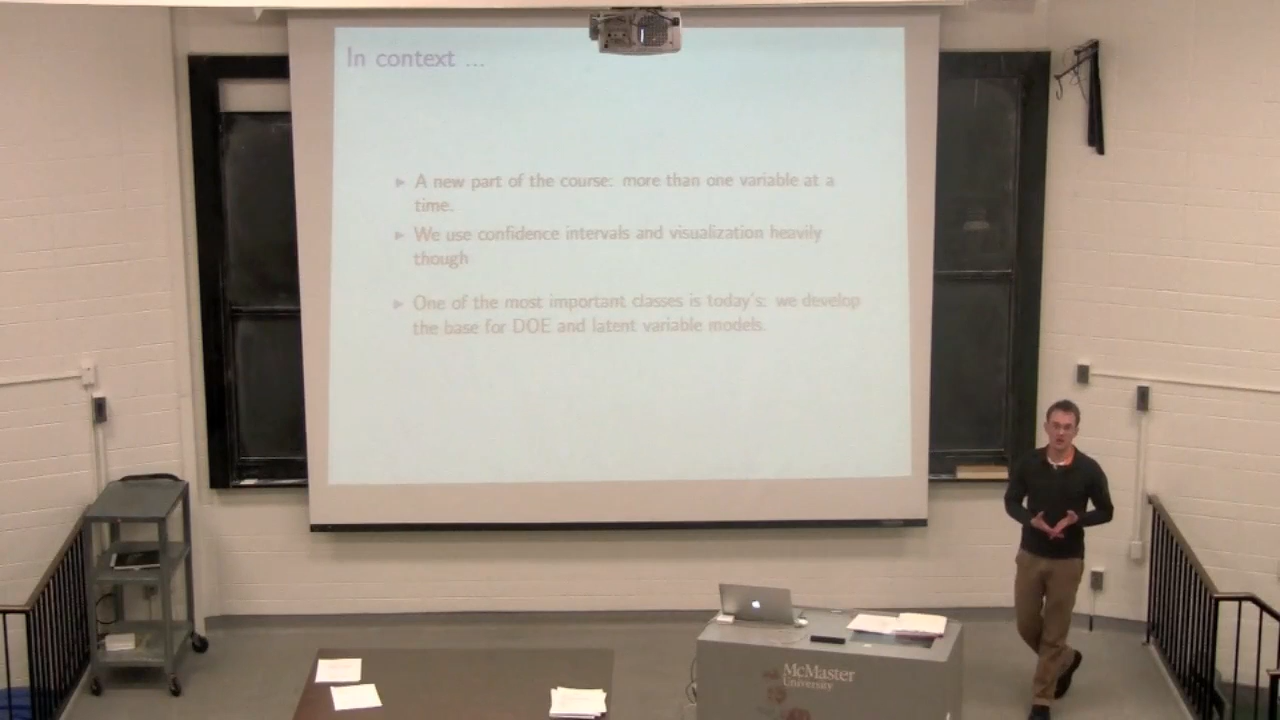 In context ...
▶ A new part of the course: more than one variable at a
time.
▶ We use confidence intervals and visualization heavily
though
▶ One of the most important classes is today's: we develop
the base for DOE and latent variable models.
McMaster
University